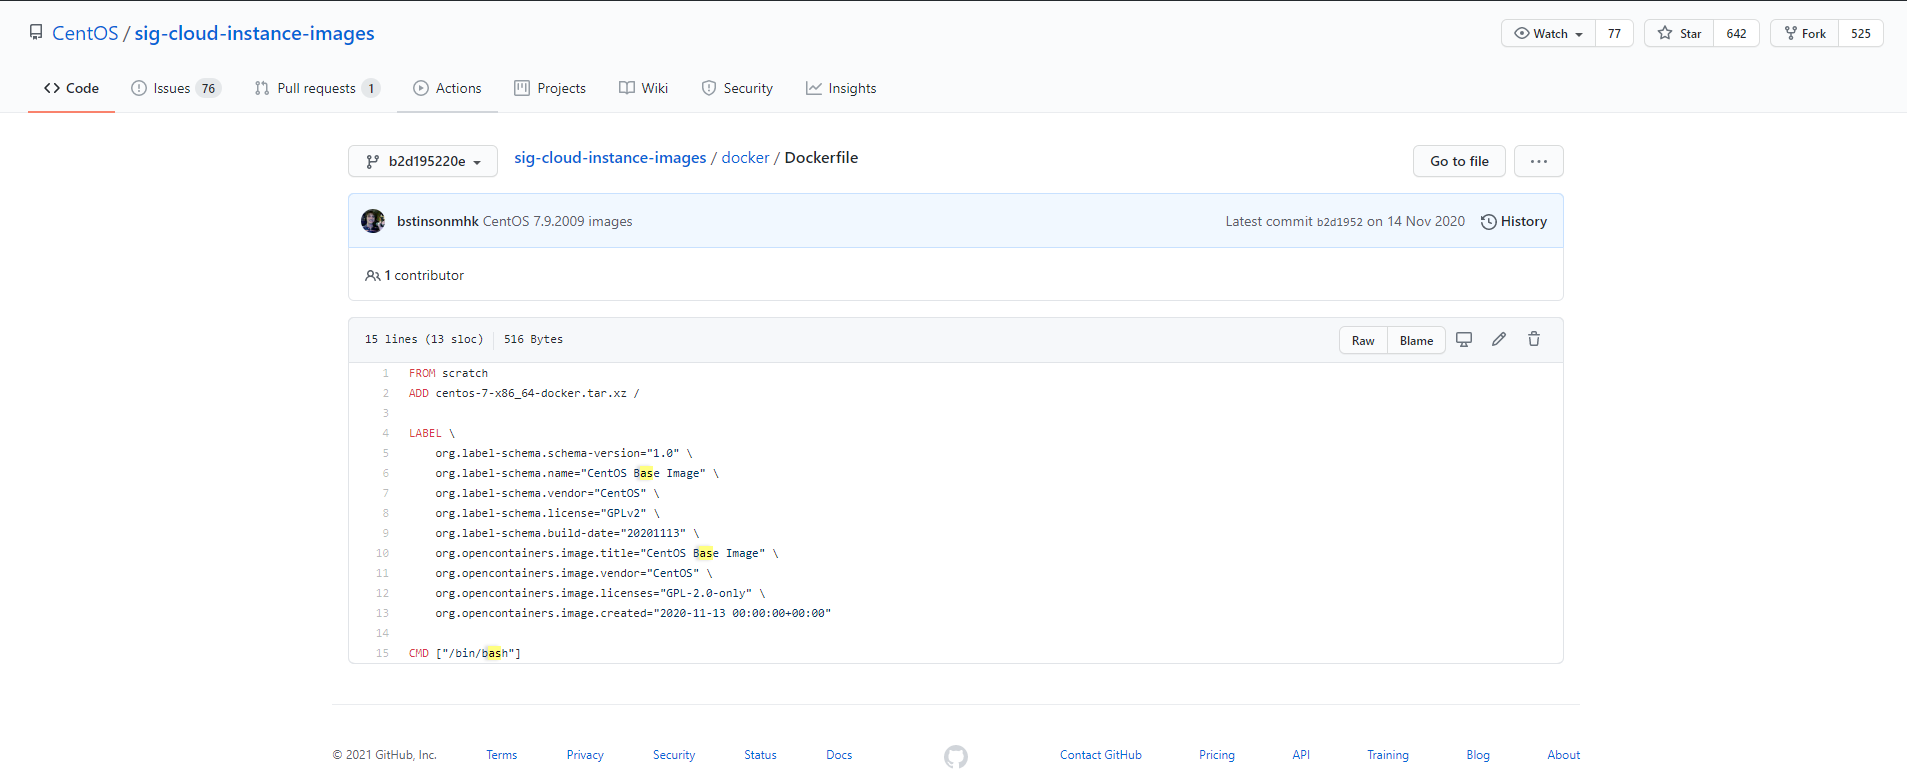 CentOS / sig-cloud-instance-images
Watch 77 Star 642 Fork 525
Code Issues 76 Pull requests 1 Actions Projects Wiki Security Insights
b2d195220e sig-cloud-instance-images / docker / Dockerfile Go to file ...
bstinsonmhk CentOS 7.9.2009 images Latest commit b2d1952 on 14 Nov 2020 History
1 contributor
15 lines (13 sloc) 516 Bytes Raw Blame
1 FROM scratch
2 ADD centos-7-x86_64-docker.tar.xz /
3
4 LABEL \
5 org.label-schema.schema-version="1.0" \
6 org.label-schema.name="CentOS Base Image" \
7 org.label-schema.vendor="CentOS" \
8 org.label-schema.license="GPLv2" \
9 org.label-schema.build-date="20201113" \
10 org.opencontainers.image.title="CentOS Base Image" \
11 org.opencontainers.image.vendor="CentOS" \
12 org.opencontainers.image.licenses="GPL-2.0-only" \
13 org.opencontainers.image.created="2020-11-13 00:00:00+00:00"
14
15 CMD ["/bin/bash"]
© 2021 GitHub, Inc. Terms Privacy Security Status Docs Contact GitHub Pricing API Training Blog About